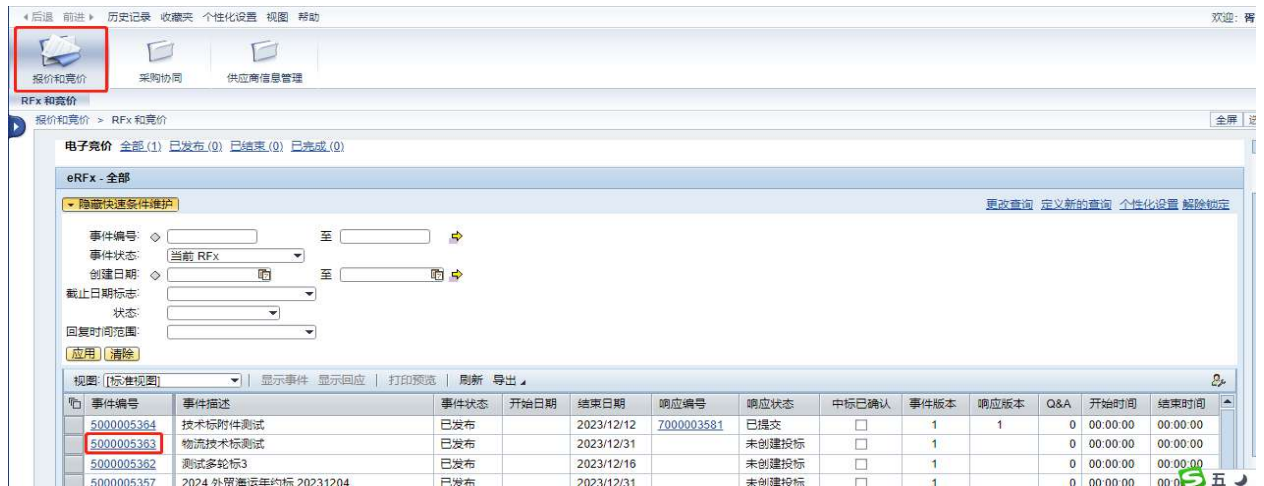 后退 前进 历史记录 收藏夹 个性化设置 视图 帮助 欢迎: 胥
报价和竞价 采购协同 供应商信息管理
RFx 和竞价
报价和竞价 > RFx 和竞价 全屏
电子竞价 全部 (1) 已发布 (0) 已结束 (0) 已完成 (0)
eRFx - 全部
隐藏快速条件维护 更改查询 定义新的查询 个性化设置 解除锁定
事件编号: 至
事件状态: 当前 RFx
创建日期: 至
截止日期标志:
状态:
回复时间范围:
应用 清除
视图: [标准视图] 显示事件 显示回应 打印预览 刷新 导出
事件编号 事件描述 事件状态 开始日期 结束日期 响应编号 响应状态 中标已确认 事件版本 响应版本 Q&A 开始时间 结束时间
5000005364 技术标附件测试 已发布 2023/12/12 7000003581 已提交 1 1 0 00:00:00 00:00:00
5000005363 物流技术标测试 已发布 2023/12/31 未创建投标 1 0 00:00:00 00:00:00
5000005362 测试多轮标3 已发布 2023/12/16 未创建投标 1 0 00:00:00 00:00:00
5000005357 2024 外贸海运年约标 20231204 已发布 2023/12/31 未创建投标 1 0 00:00:00 00:0
五